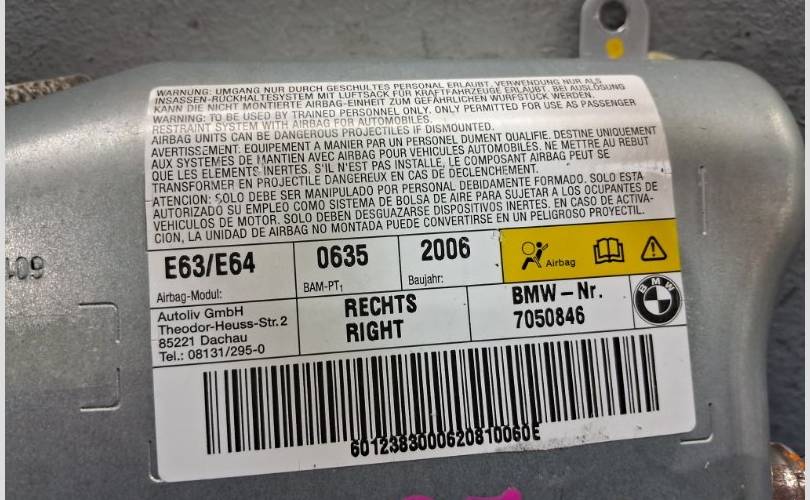 WARNUNG: UMGANG NUR DURCH GESCHULTES PERSONAL ERLAUBT. VERWENDUNG NUR ALS
INSASSEN-RÜCKHALTESYSTEM MIT LUFTSACK FÜR KRAFTFAHRZEUGE ERLAUBT. BEI AUSLÖSUNG
KANN DIE NICHT MONTIERTE AIRBAG-EINHEIT ZUM GEFÄHRLICHEN WURFSTÜCK WERDEN.
WARNING: TO BE USED BY TRAINED PERSONNEL ONLY. ONLY PERMITTED FOR USE AS PASSENGER
RESTRAINT SYSTEM WITH AIRBAG FOR AUTOMOBILES.
AIRBAG UNITS CAN BE DANGEROUS PROJECTILES IF DISMOUNTED.
AVERTISSEMENT. EQUIPEMENT A MANIER PAR UN PERSONNEL DUMENT QUALIFIE. DESTINE UNIQUEMENT
AUX SYSTEMES DE MANTIEN AVEC AIRBAG POUR VEHICULES AUTOMOBILES. NE METTRE AU REBUT
QUE LES ELEMENTS INERTES. S'IL N'EST PAS INSTALLE, LE COMPOSANT AIRBAG PEUT SE
TRANSFORMER EN PROJECTILE DANGEREUX EN CAS DE DECLENCHEMENT.
ATENCION: SOLO DEBE SER MANIPULADO POR PERSONAL DEBIDAMENTE FORMADO. SOLO ESTA
AUTORIZADO SU EMPLEO COMO SISTEMA DE BOLSA DE AIRE PARA SUJETAR A LOS OCUPANTES DE
VEHICULOS DE MOTOR. SOLO DEBEN DESGUAZARSE DISPOSITIVOS INERTES. EN CASO DE ACTIVA-
CION, LA UNIDAD DE AIRBAG NO MONTADA PUEDE CONVERTIRSE EN UN PELIGROSO PROYECTIL.
E63/E64 0635 2006
Airbag
Airbag-Modul: BAM-PT1 Baujahr:
Autoliv GmbH
Theodor-Heuss-Str.2
85221 Dachau
Tel.: 08131/295-0
RECHTS
RIGHT
BMW-Nr.
7050846
BMW
6012383000620810060E